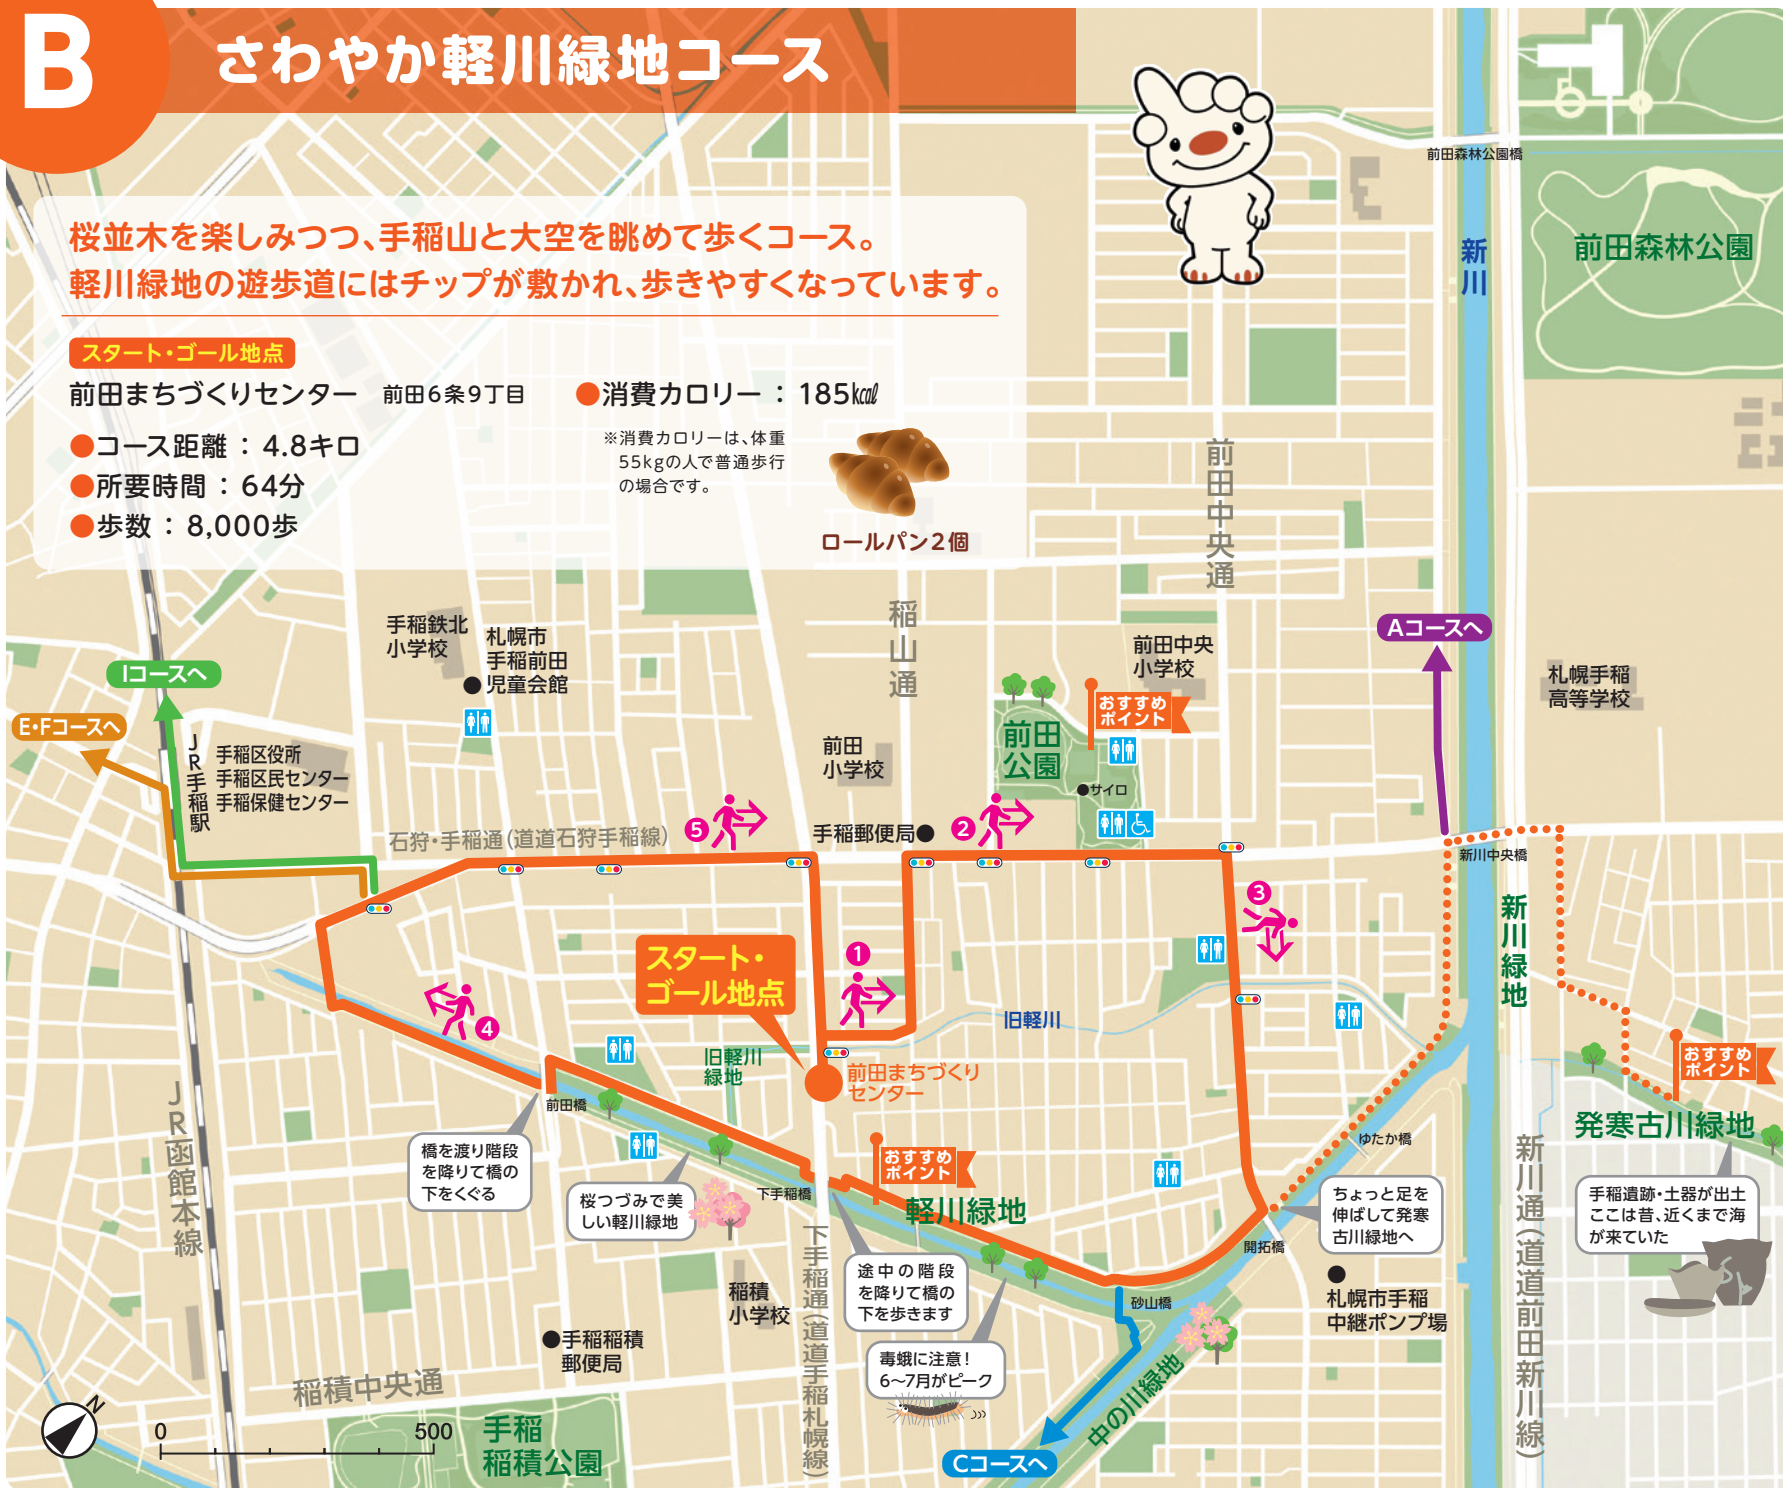 B
さわやか軽川緑地コース
桜並木を楽しみつつ、手稲山と大空を眺めて歩くコース。
軽川緑地の遊歩道にはチップが敷かれ、歩きやすくなっています。
スタート・ゴール地点
前田まちづくりセンター 前田6条9丁目
●コース距離：4.8キロ
●所要時間：64分
●歩数：8,000歩
●消費カロリー：185㎉
※消費カロリーは、体重
55kgの人で普通歩行
の場合です。
ロールパン2個
前田森林公園橋
新川
前田森林公園
前田中央通
稲山通
手稲鉄北
小学校
札幌市
手稲前田
児童会館
Iコースへ
E・Fコースへ
JR手稲駅
手稲区役所
手稲区民センター
手稲保健センター
石狩・手稲通(道道石狩手稲線)
5
前田
小学校
手稲郵便局
2
前田
公園
サイロ
おすすめ
ポイント
前田中央
小学校
Aコースへ
札幌手稲
高等学校
新川中央橋
新川緑地
3
1
スタート・
ゴール地点
4
旧軽川
旧軽川
緑地
前田まちづくり
センター
前田橋
橋を渡り階段
を降りて橋の
下をくぐる
桜つづみで美
しい軽川緑地
下手稲橋
おすすめ
ポイント
軽川緑地
途中の階段
を降りて橋の
下を歩きます
毒蛾に注意!
6〜7月がピーク
砂山橋
開拓橋
ゆたか橋
ちょっと足を
伸ばして発寒
古川緑地へ
札幌市手稲
中継ポンプ場
おすすめ
ポイント
発寒古川緑地
手稲遺跡・土器が出土
ここは昔、近くまで海
が来ていた
新川通(道道前田新川線)
JR函館本線
稲積
小学校
手稲稲積
郵便局
下手稲通(道道手稲札幌線)
稲積中央通
手稲
稲積公園
中の川緑地
Cコースへ
N
0 500